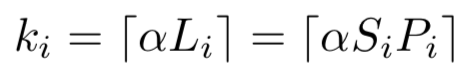 k_i = ⌈αL_i⌉ = ⌈αS_iP_i⌉